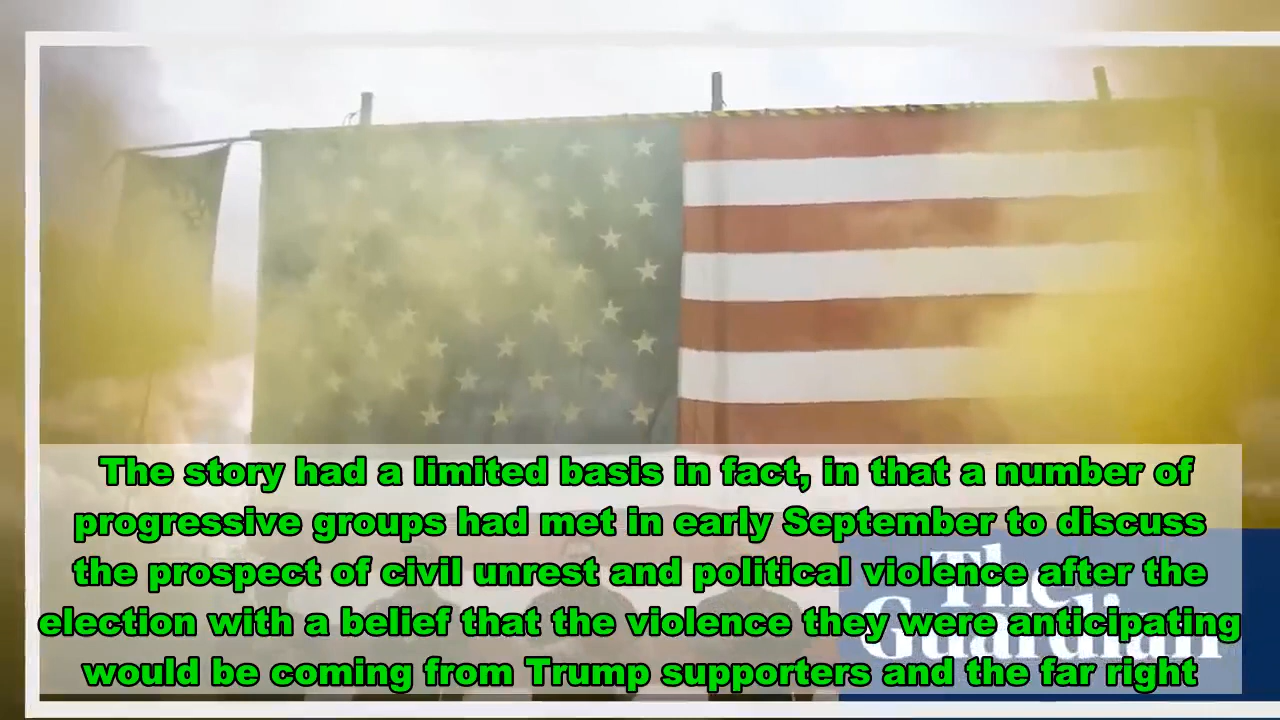 The story had a limited basis in fact, in that a number of
progressive groups had met in early September to discuss
the prospect of civil unrest and political violence after the
election with a belief that the violence they were anticipating
would be coming from Trump supporters and the far right
The
Guardian